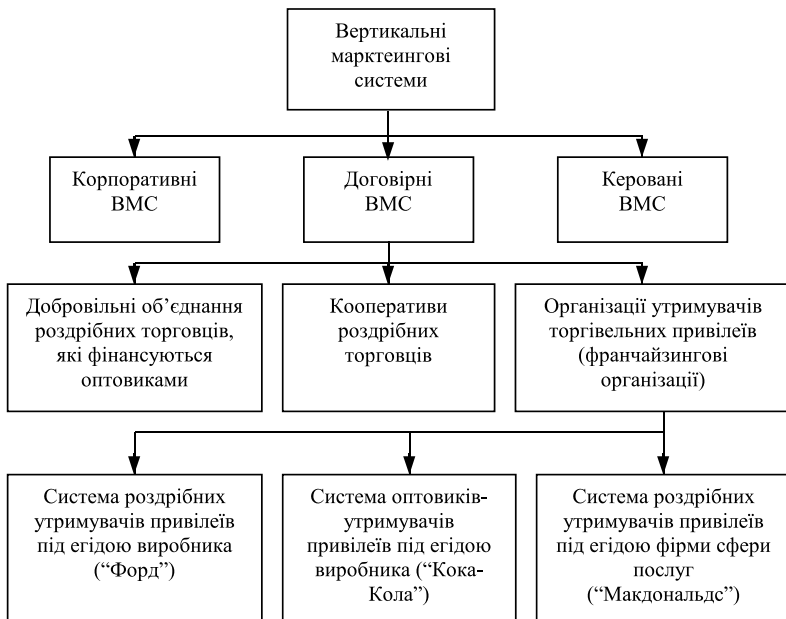 Вертикальні
марктеингові
системи
Корпоративні
ВМС
Договірні
ВМС
Керовані
ВМС
Добровільні об’єднання
роздрібних торговців,
які фінансуються
оптовиками
Кооперативи
роздрібних
торговців
Організації утримувачів
торгівельних привілеїв
(франчайзингові
організації)
Система роздрібних
утримувачів привілеїв
під егідою виробника
(“Форд”)
Система оптовиків-
утримувачів
привілеїв під егідою
виробника (“Кока-
Кола”)
Система роздрібних
утримувачів привілеїв
під егідою фірми сфери
послуг
(“Макдональдс”)